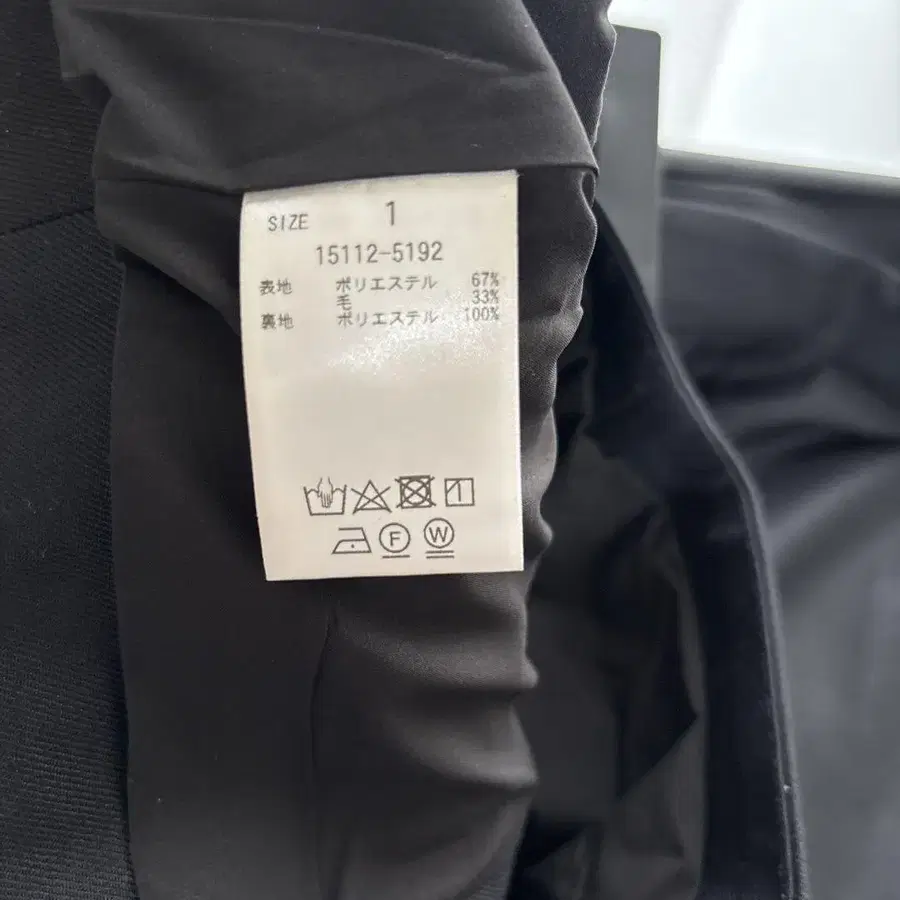 SIZE 1
15112-5192
表地 ポリエステル 67%
毛 33%
裏地 ポリエステル 100%
F W